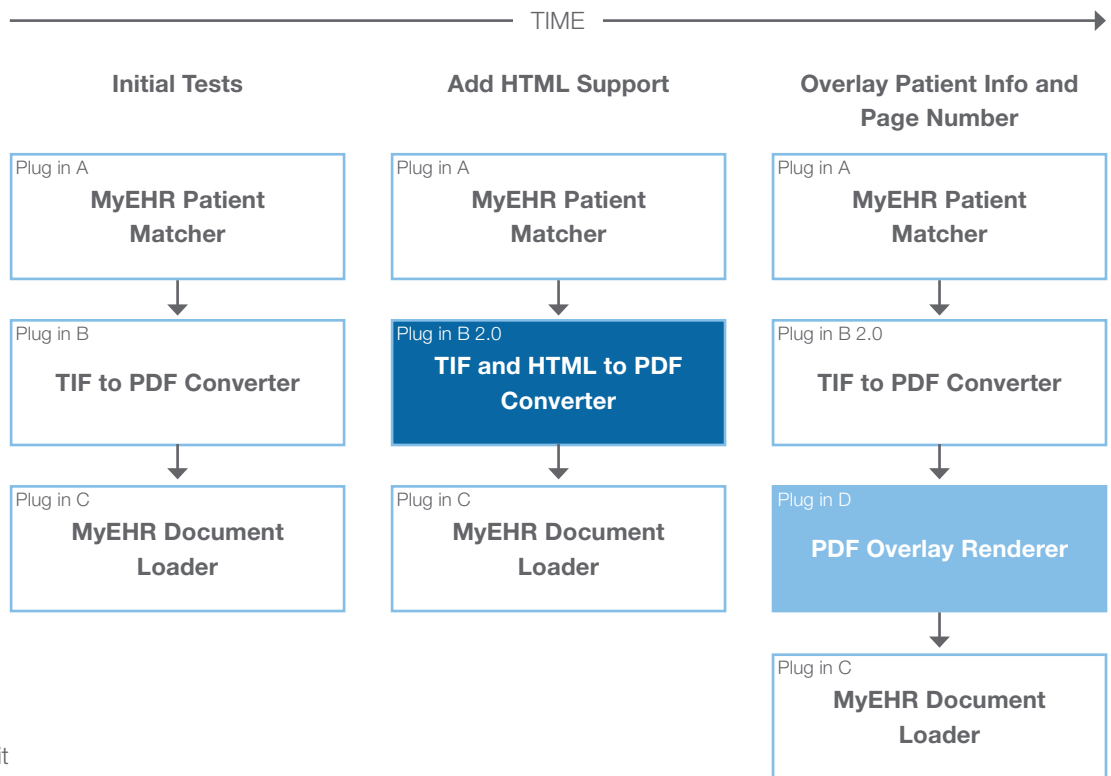 TIME
Initial Tests
Plug in A
MyEHR Patient
Matcher
Plug in B
TIF to PDF Converter
Plug in C
MyEHR Document
Loader
Add HTML Support
Plug in A
MyEHR Patient
Matcher
Plug in B 2.0
TIF and HTML to PDF
Converter
Plug in C
MyEHR Document
Loader
Overlay Patient Info and
Page Number
Plug in A
MyEHR Patient
Matcher
Plug in B 2.0
TIF to PDF Converter
Plug in D
PDF Overlay Renderer
Plug in C
MyEHR Document
Loader